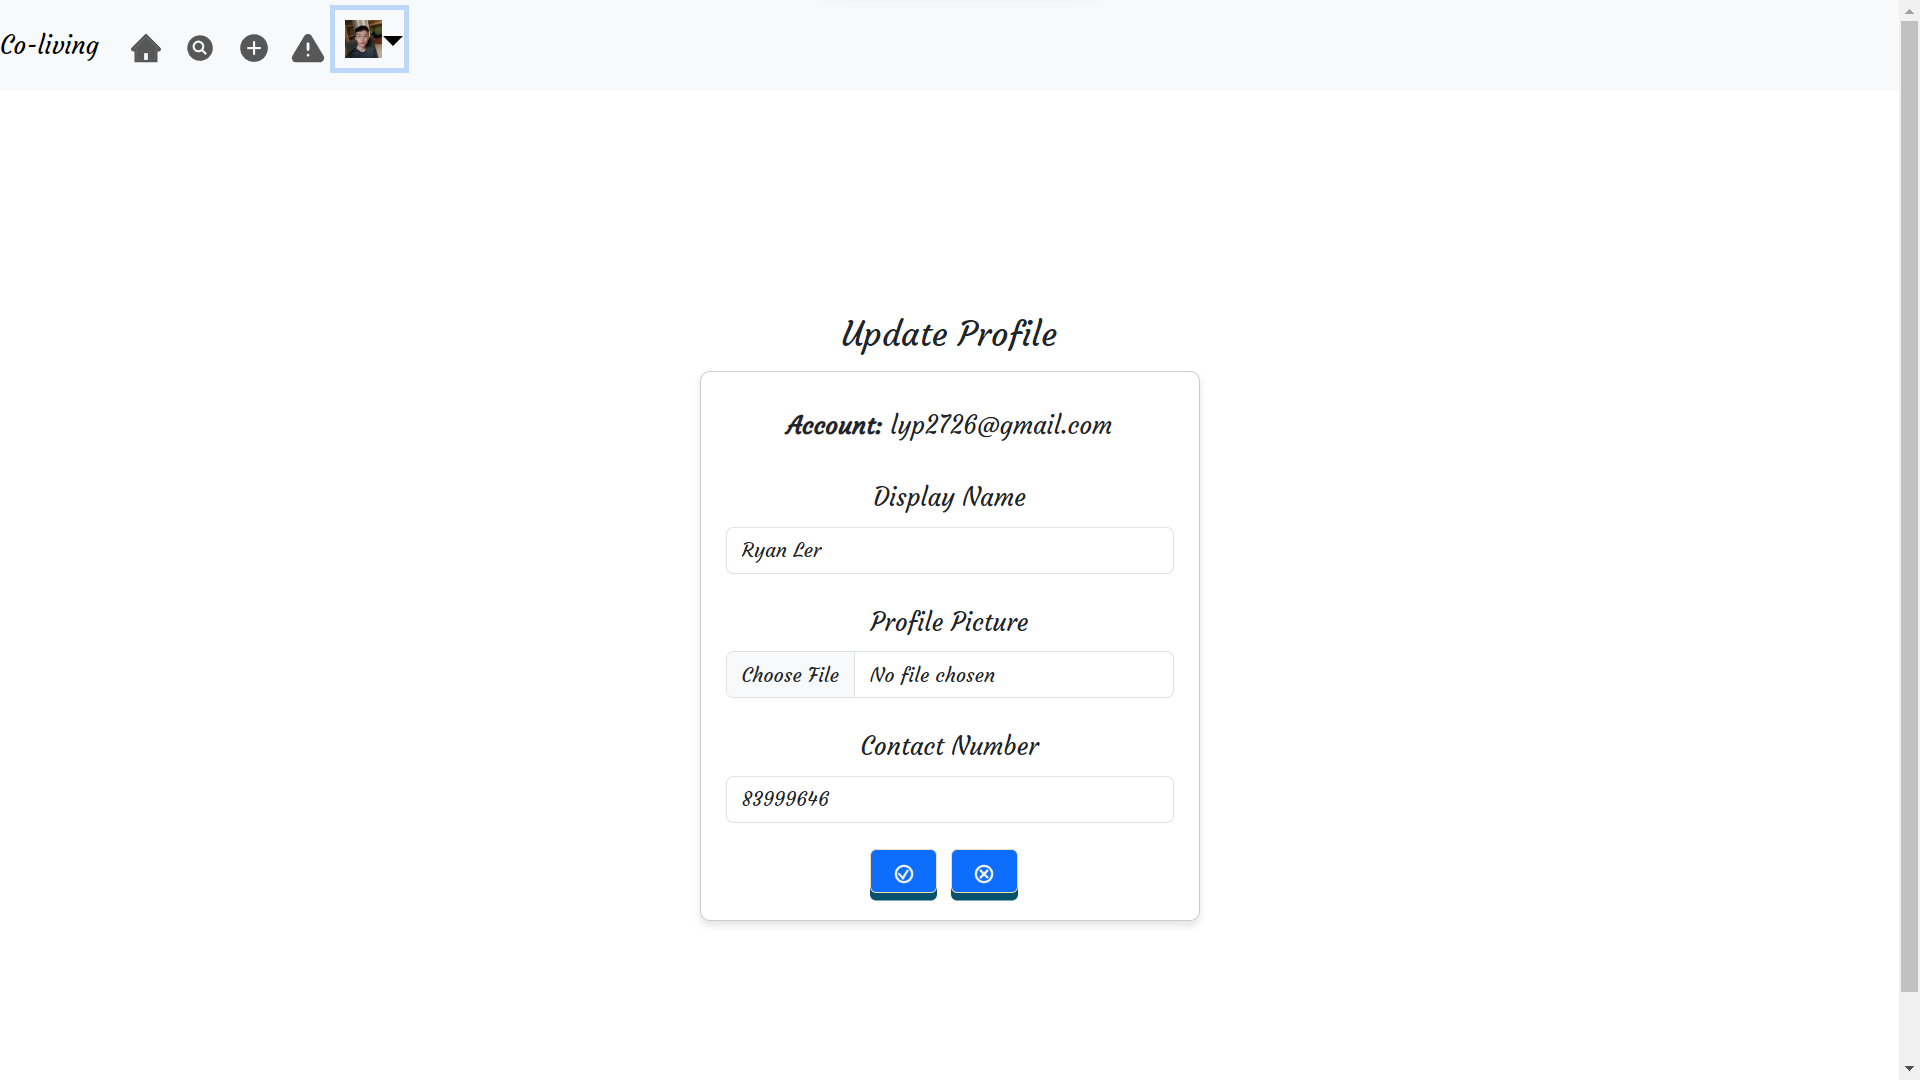 Co-living
Update Profile
Account: lyp2726@gmail.com
Display Name
Ryan Ler
Profile Picture
Choose File No file chosen
Contact Number
83999646